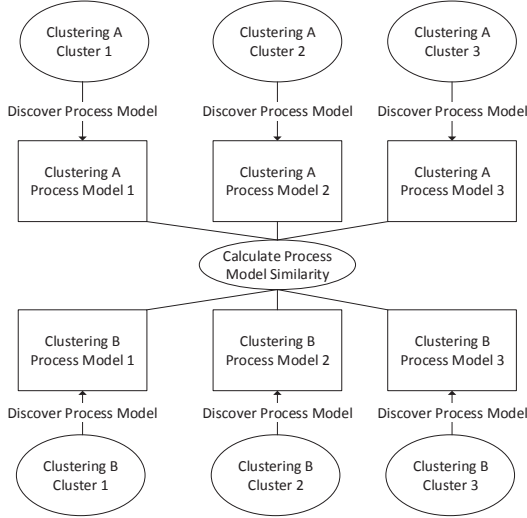 Clustering A
Cluster 1
Clustering A
Cluster 2
Clustering A
Cluster 3
Discover Process Model
Discover Process Model
Discover Process Model
Clustering A
Process Model 1
Clustering A
Process Model 2
Clustering A
Process Model 3
Calculate Process
Model Similarity
Clustering B
Process Model 1
Clustering B
Process Model 2
Clustering B
Process Model 3
Discover Process Model
Discover Process Model
Discover Process Model
Clustering B
Cluster 1
Clustering B
Cluster 2
Clustering B
Cluster 3